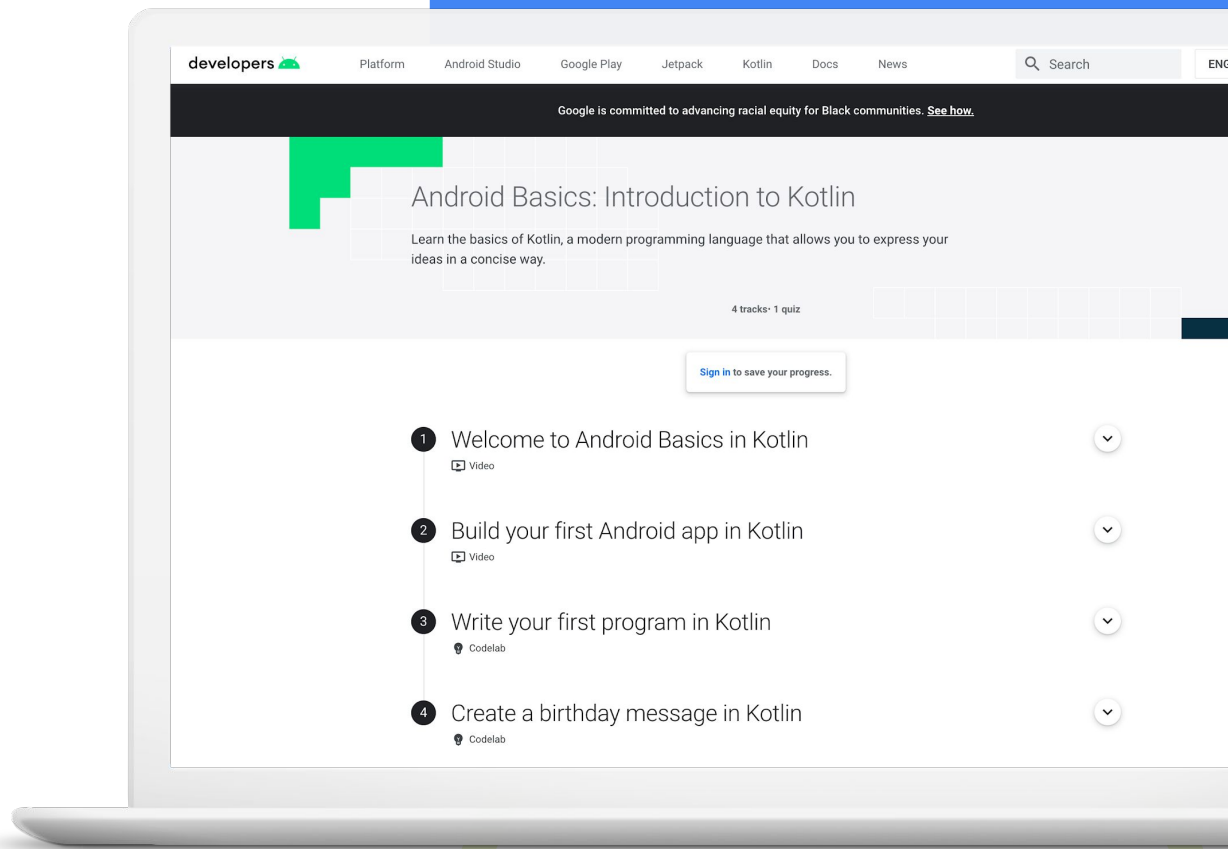 developers
Platform
Android Studio
Google Play
Jetpack
Kotlin
Docs
News
Search
ENG
Google is committed to advancing racial equity for Black communities. See how.
Android Basics: Introduction to Kotlin
Learn the basics of Kotlin, a modern programming language that allows you to express your
ideas in a concise way.
4 tracks· 1 quiz
Sign in to save your progress.
1 Welcome to Android Basics in Kotlin
Video
2 Build your first Android app in Kotlin
Video
3 Write your first program in Kotlin
Codelab
4 Create a birthday message in Kotlin
Codelab